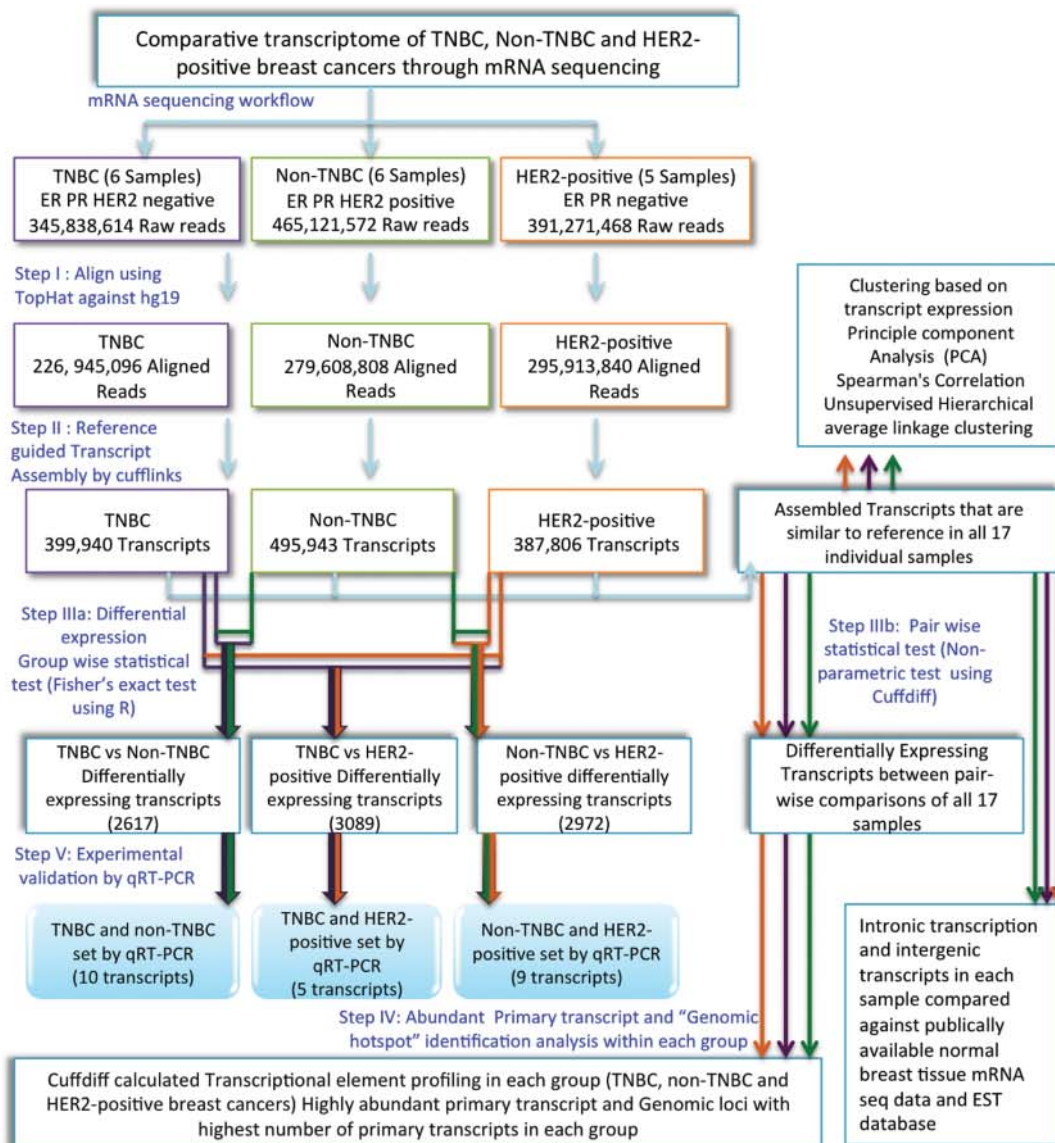 Comparative transcriptome of TNBC, Non-TNBC and HER2-
positive breast cancers through mRNA sequencing
mRNA sequencing workflow
TNBC (6 Samples)
ER PR HER2 negative
345,838,614 Raw reads
Non-TNBC (6 Samples)
ER PR HER2 positive
465,121,572 Raw reads
HER2-positive (5 Samples)
ER PR negative
391,271,468 Raw reads
Step I : Align using
TopHat against hg19
TNBC
226, 945,096 Aligned
Reads
Non-TNBC
279,608,808 Aligned
Reads
HER2-positive
295,913,840 Aligned
Reads
Clustering based on
transcript expression
Principle component
Analysis (PCA)
Spearman's Correlation
Unsupervised Hierarchical
average linkage clustering
Step II : Reference
guided Transcript
Assembly by cufflinks
TNBC
399,940 Transcripts
Non-TNBC
495,943 Transcripts
HER2-positive
387,806 Transcripts
Assembled Transcripts that are
similar to reference in all 17
individual samples
Step IIIa: Differential
expression
Group wise statistical
test (Fisher's exact test
using R)
Step IIIb: Pair wise
statistical test (Non-
parametric test using
Cuffdiff)
TNBC vs Non-TNBC
Differentially
expressing transcripts
(2617)
TNBC vs HER2-
positive Differentially
expressing transcripts
(3089)
Non-TNBC vs HER2-
positive differentially
expressing transcripts
(2972)
Differentially Expressing
Transcripts between pair-
wise comparisons of all 17
samples
Step V: Experimental
validation by qRT-PCR
TNBC and non-TNBC
set by qRT-PCR
(10 transcripts)
TNBC and HER2-
positive set by
qRT-PCR
(5 transcripts)
Non-TNBC and HER2-
positive set by qRT-PCR
(9 transcripts)
Intronic transcription
and intergenic
transcripts in each
sample compared
against publically
available normal
breast tissue mRNA
seq data and EST
database
Step IV: Abundant Primary transcript and "Genomic
hotspot" identification analysis within each group
Cuffdiff calculated Transcriptional element profiling in each group (TNBC, non-TNBC and
HER2-positive breast cancers) Highly abundant primary transcript and Genomic loci with
highest number of primary transcripts in each group